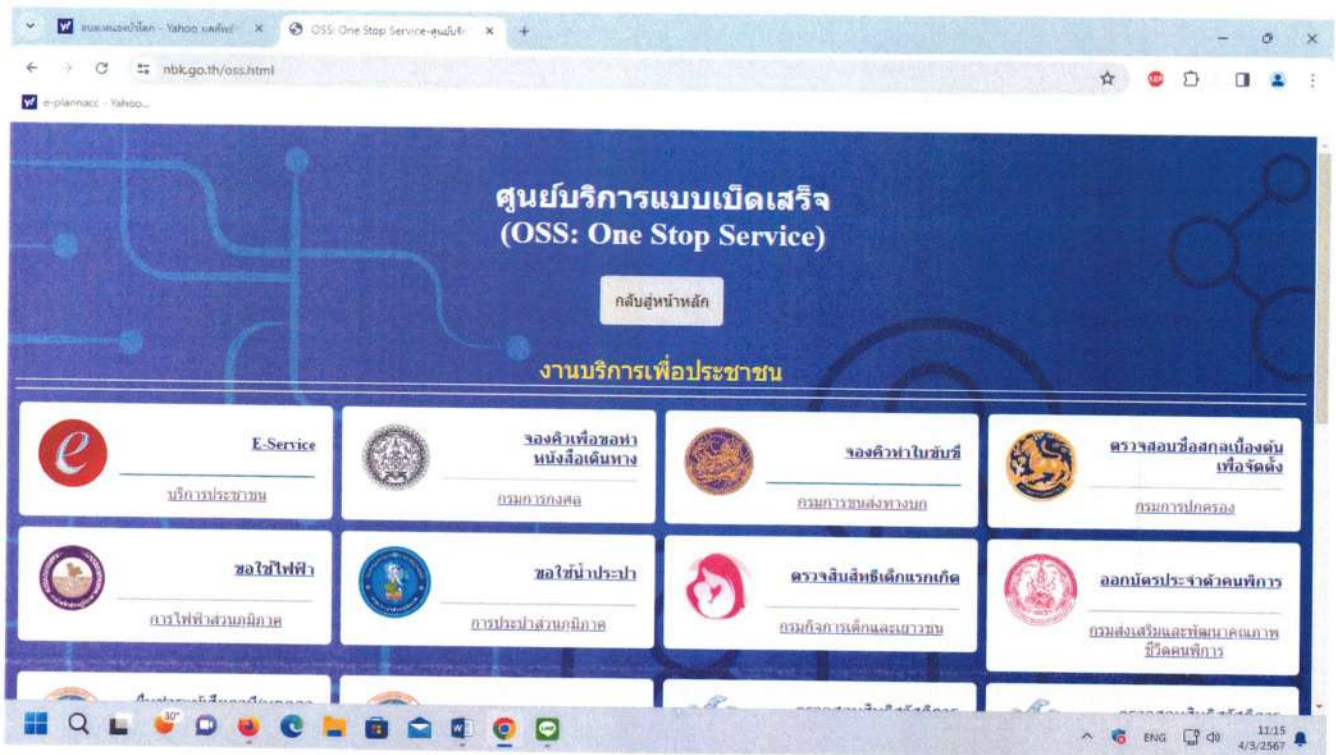 OSS: One Stop Service-ศูนย์บริก
nbk.go.th/oss.html
e-plannacc - Yahoo...
ศูนย์บริการแบบเบ็ดเสร็จ
(OSS: One Stop Service)
กลับสู่หน้าหลัก
งานบริการเพื่อประชาชน
E-Service
บริการประชาชน
จองคิวเพื่อขอทำ
หนังสือเดินทาง
กรมการกงศุล
จองคิวทำใบขับขี่
กรมการขนส่งทางบก
ตรวจสอบชื่อสกุลเบื้องต้น
เพื่อจัดตั้ง
กรมการปกครอง
ขอใช้ไฟฟ้า
การไฟฟ้าส่วนภูมิภาค
ขอใช้น้ำประปา
การประปาส่วนภูมิภาค
ตรวจสิบสิทธิเด็กแรกเกิด
กรมกิจการเด็กและเยาวชน
ออกบัตรประจำตัวคนพิการ
กรมส่งเสริมและพัฒนาคุณภาพ
ชีวิตคนพิการ
30°
ENG
11:15
4/3/2567